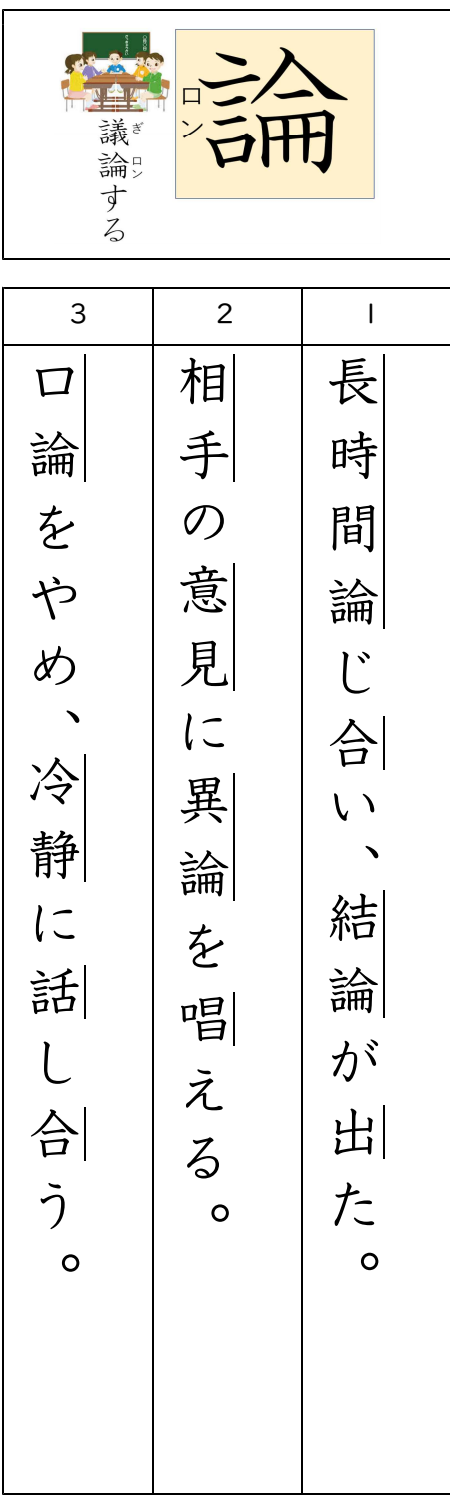 論
ロン
議論する
ぎ
ロン
1
長時間論じ合い、結論が出た。
2
相手の意見に異論を唱える。
3
口論をやめ、冷静に話し合う。